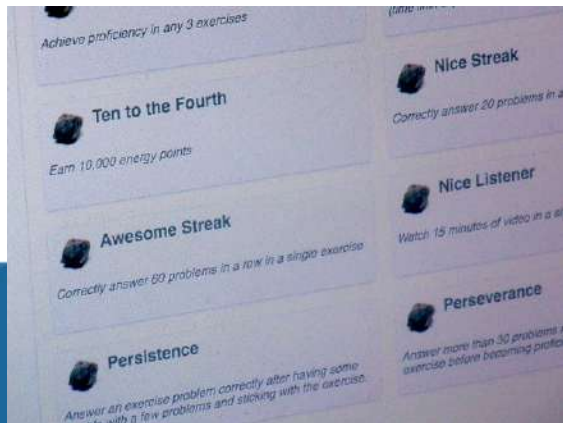 Achieve proficiency in any 3 exercises
Ten to the Fourth
Earn 10,000 energy points
Awesome Streak
Correctly answer 60 problems in a row in a single exercise
Persistence
Answer an exercise problem correctly after having some
with a few problems and sticking with the exercise.
(time
Nice Streak
Correctly answer 20 problems in a
Nice Listener
Watch 15 minutes of video in a
Perseverance
Answer more than 30 problems
exercise before becoming